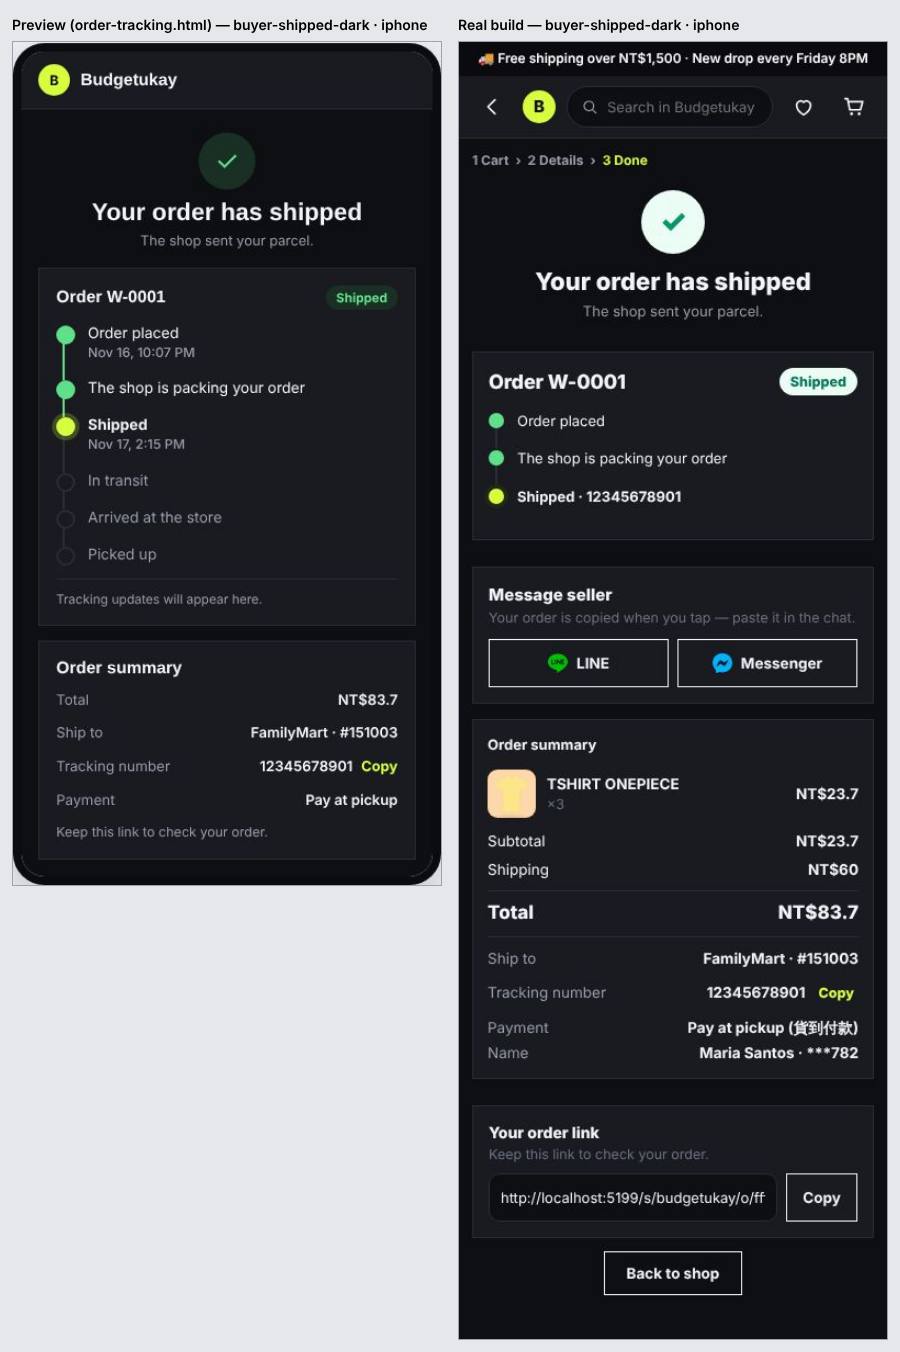 Preview (order-tracking.html) — buyer-shipped-dark · iphone
B Budgetukay
Your order has shipped
The shop sent your parcel.
Order W-0001 Shipped
Order placed
Nov 16, 10:07 PM
The shop is packing your order
Shipped
Nov 17, 2:15 PM
In transit
Arrived at the store
Picked up
Tracking updates will appear here.
Order summary
Total NT$83.7
Ship to FamilyMart · #151003
Tracking number 12345678901 Copy
Payment Pay at pickup
Keep this link to check your order.
Real build — buyer-shipped-dark · iphone
🚚 Free shipping over NT$1,500 · New drop every Friday 8PM
B Search in Budgetukay
1 Cart › 2 Details › 3 Done
Your order has shipped
The shop sent your parcel.
Order W-0001 Shipped
Order placed
The shop is packing your order
Shipped · 12345678901
Message seller
Your order is copied when you tap — paste it in the chat.
LINE Messenger
Order summary
TSHIRT ONEPIECE
×3
NT$23.7
Subtotal NT$23.7
Shipping NT$60
Total NT$83.7
Ship to FamilyMart · #151003
Tracking number 12345678901 Copy
Payment Pay at pickup (貨到付款)
Name Maria Santos · ***782
Your order link
Keep this link to check your order.
http://localhost:5199/s/budgetukay/o/ff Copy
Back to shop